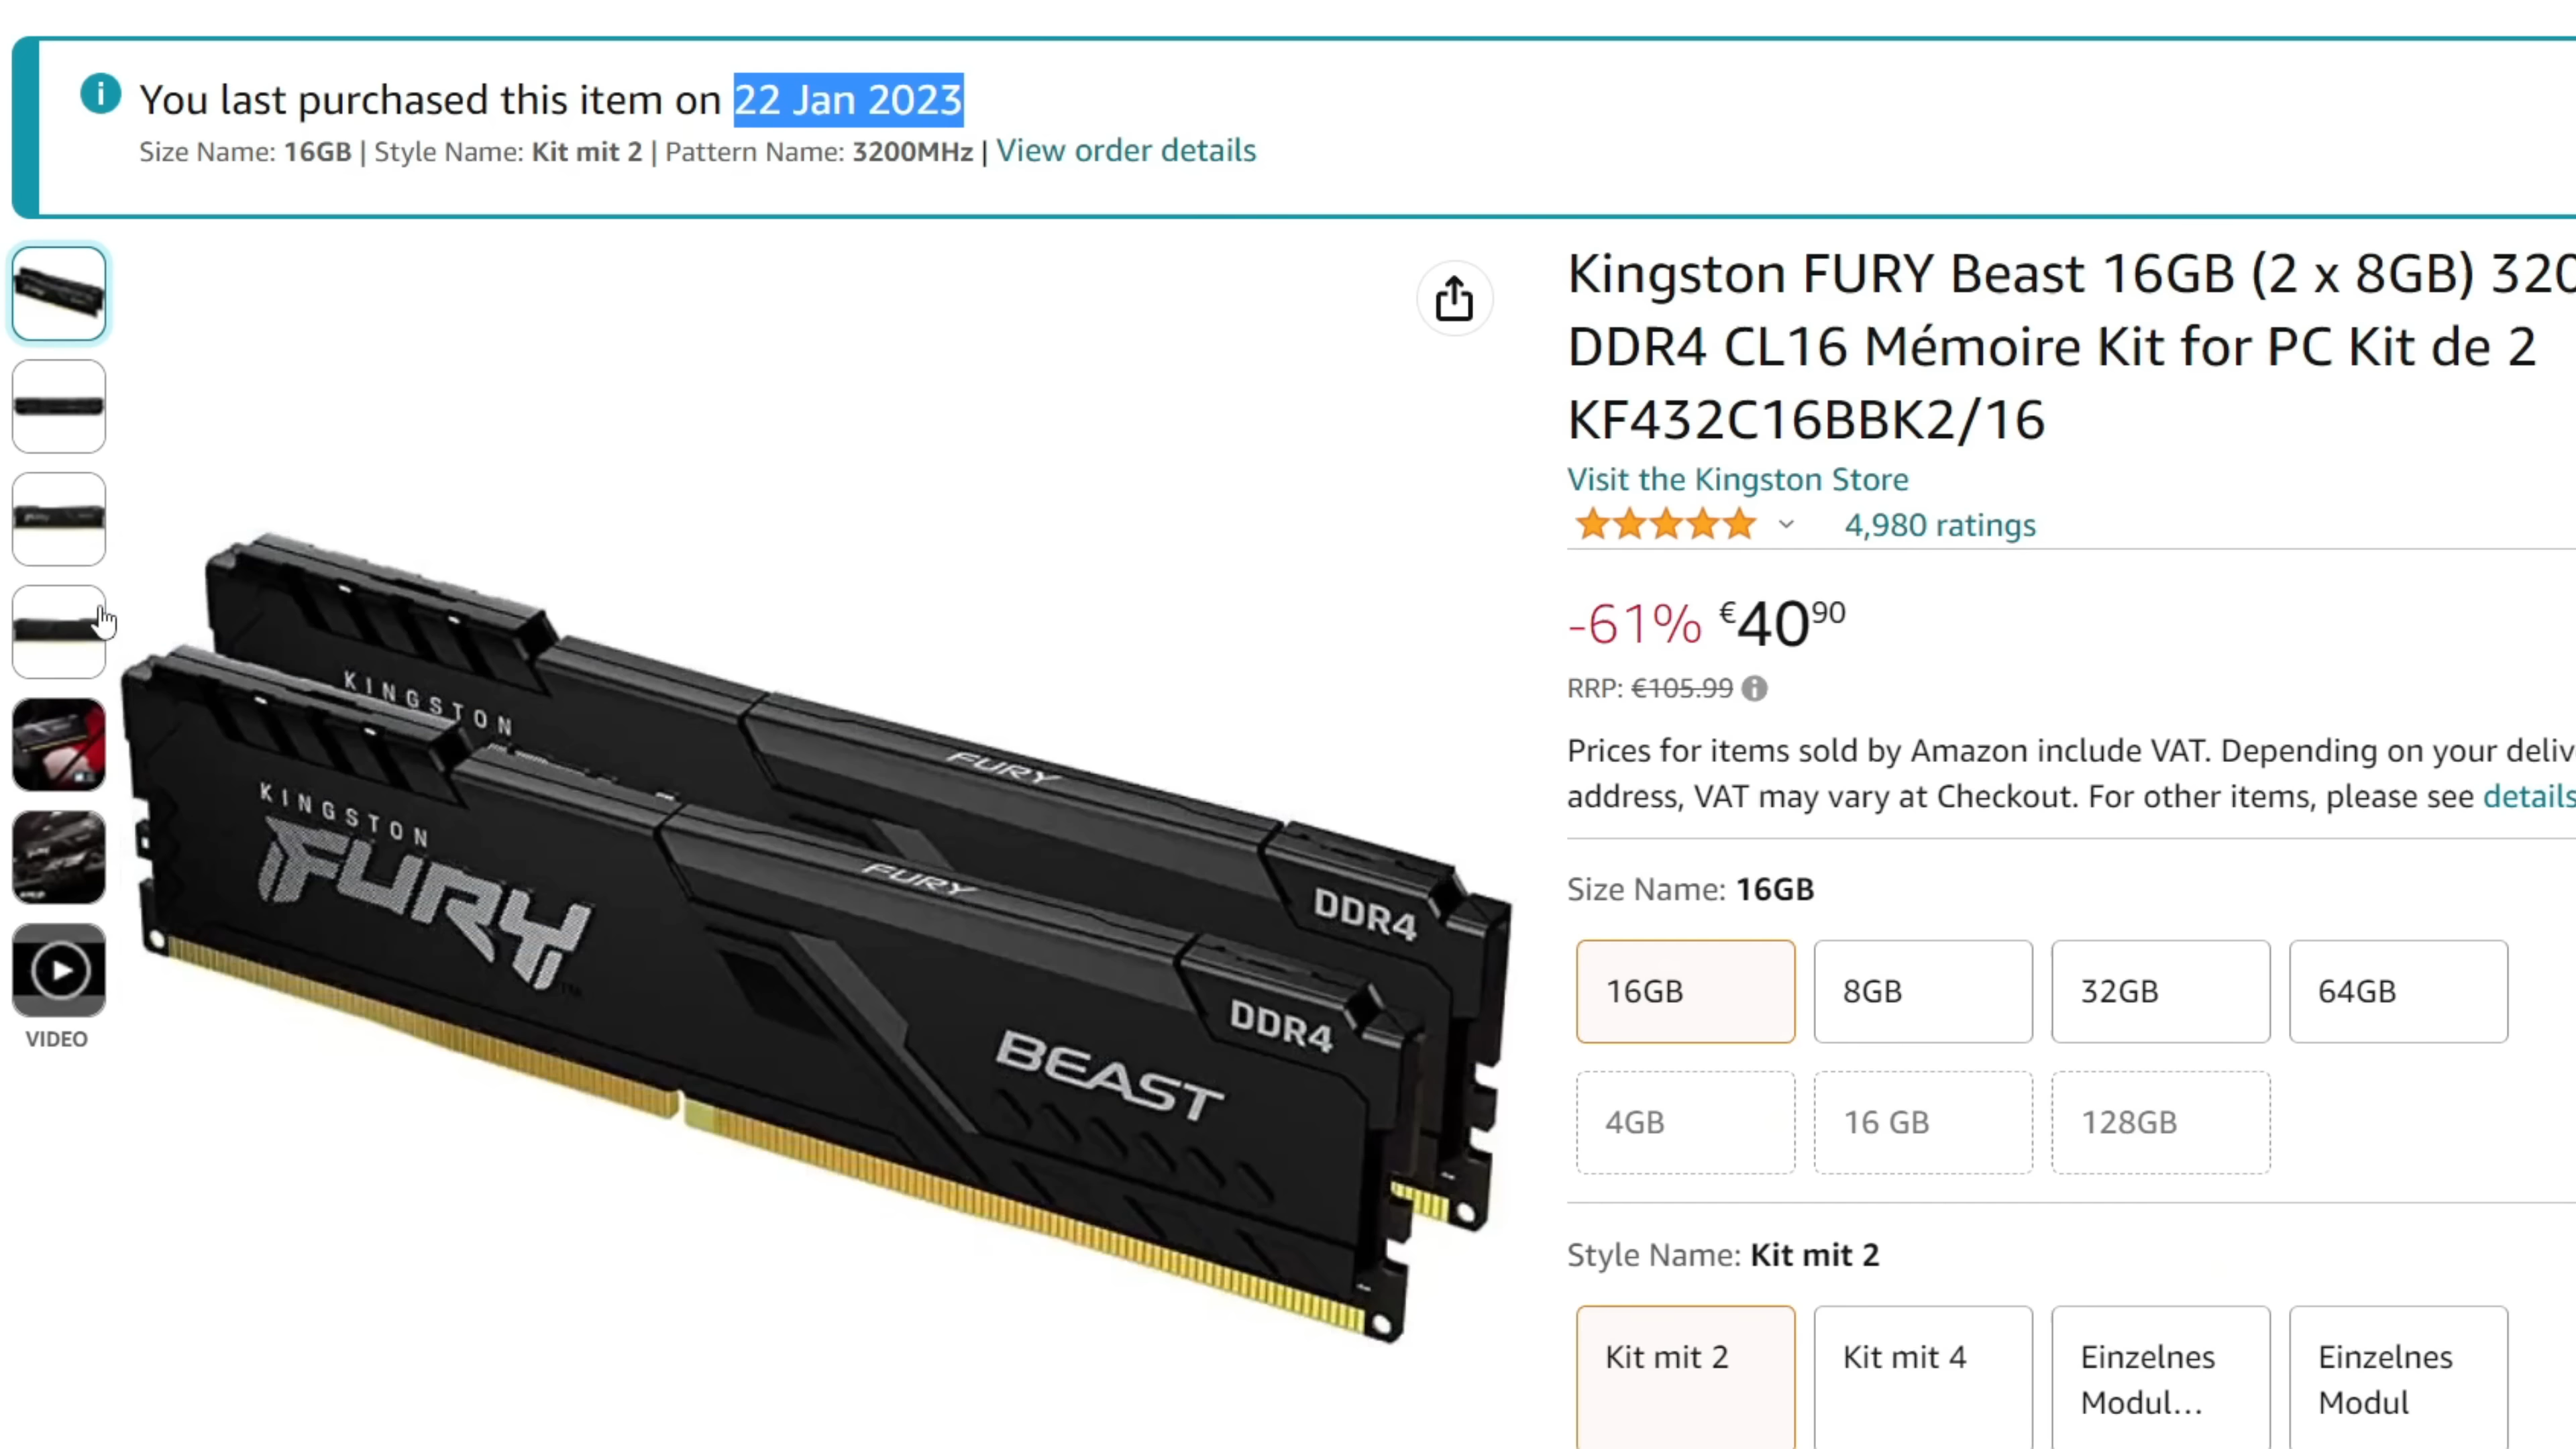 You last purchased this item on 22 Jan 2023
Size Name: 16GB | Style Name: Kit mit 2 | Pattern Name: 3200MHz | View order details
Kingston FURY Beast 16GB (2 x 8GB) 320
DDR4 CL16 Mémoire Kit for PC Kit de 2
KF432C16BBK2/16
Visit the Kingston Store
4,980 ratings
-61% €4090
RRP: €105.99
Prices for items sold by Amazon include VAT. Depending on your deliv
address, VAT may vary at Checkout. For other items, please see details
Size Name: 16GB
16GB 8GB 32GB 64GB
4GB 16 GB 128GB
Style Name: Kit mit 2
Kit mit 2 Kit mit 4 Einzelnes Einzelnes
Modul... Modul
KINGSTON
FURY
DDR4
KINGSTON
FURY
FURY
BEAST
DDR4
VIDEO